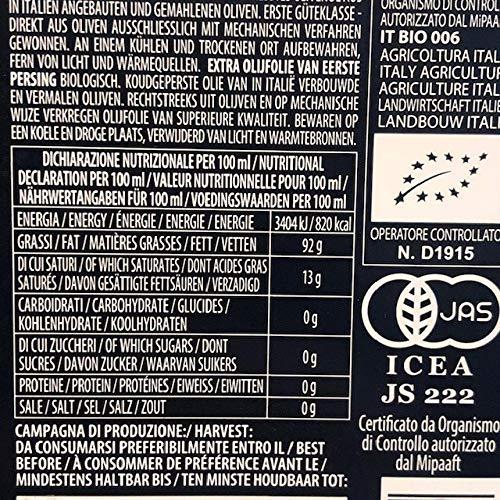 IN ITALIEN ANGEBAUTEN UND GEMAHLENEN OLIVEN. ERSTE GÜTEKLASSE -
DIREKT AUS OLIVEN AUSSCHLIESSLICH MIT MECHANISCHEN VERFAHREN
GEWONNEN. AN EINEM KÜHLEN UND TROCKENEN ORT AUFBEWAHREN,
FERN VON LICHT UND WÄRMEQUELLEN. EXTRA OLIJFOLIE VAN EERSTE
PERSING BIOLOGISCH. KOUDGEPERSTE OLIE VAN IN ITALIË VERBOUWDE
EN VERMALEN OLIJVEN. RECHTSTREEKS UIT OLIJVEN EN OP MECHANISCHE
WIJZE VERKREGEN OLIJFOLIE VAN SUPERIEURE KWALITEIT. BEWAREN OP
EEN KOELE EN DROGE PLAATS, VERWIJDERD VAN LICHT EN WARMTEBRONNEN.
DICHIARAZIONE NUTRIZIONALE PER 100 ml / NUTRITIONAL
DECLARATION PER 100 ml / VALEUR NUTRITIONNELLE POUR 100 ml /
NÄHRWERTANGABEN FÜR 100 ml / VOEDINGSWAARDEN PER 100 ml
ENERGIA / ENERGY / ÉNERGIE / ENERGIE / ENERGIE 3404 kJ / 820 kcal
GRASSI / FAT / MATIÈRES GRASSES / FETT / VETTEN 92 g
DI CUI SATURI / OF WHICH SATURATES / DONT ACIDES GRAS
SATURÉS / DAVON GESÄTTIGTE FETTSÄUREN / VERZADIGD 13 g
CARBOIDRATI / CARBOHYDRATE / GLUCIDES /
KOHLENHYDRATE / KOOLHYDRATEN 0 g
DI CUI ZUCCHERI / OF WHICH SUGARS / DONT
SUCRES / DAVON ZUCKER / WAARVAN SUIKERS 0 g
PROTEINE / PROTEIN / PROTÉINES / EIWEISS / EIWITTEN 0 g
SALE / SALT / SEL / SALZ / ZOUT 0 g
CAMPAGNA DI PRODUZIONE: / HARVEST:
DA CONSUMARSI PREFERIBILMENTE ENTRO IL / BEST
BEFORE / À CONSOMMER DE PRÉFÉRENCE AVANT LE /
MINDESTENS HALTBAR BIS / TEN MINSTE HOUDBAAR TOT:
ORGANISMO DI CONTROL
AUTORIZZATO DAL MiPAA
IT BIO 006
AGRICOLTURA ITAL
ITALY AGRICULTUR
AGRICULTURE ITAL
LANDWIRTSCHAFT ITALIE
LANDBOUW ITALI
OPERATORE CONTROLLATO
N. D1915
JAS
ICEA
JS 222
Certificato da Organismo
di Controllo autorizzato
dal Mipaaft